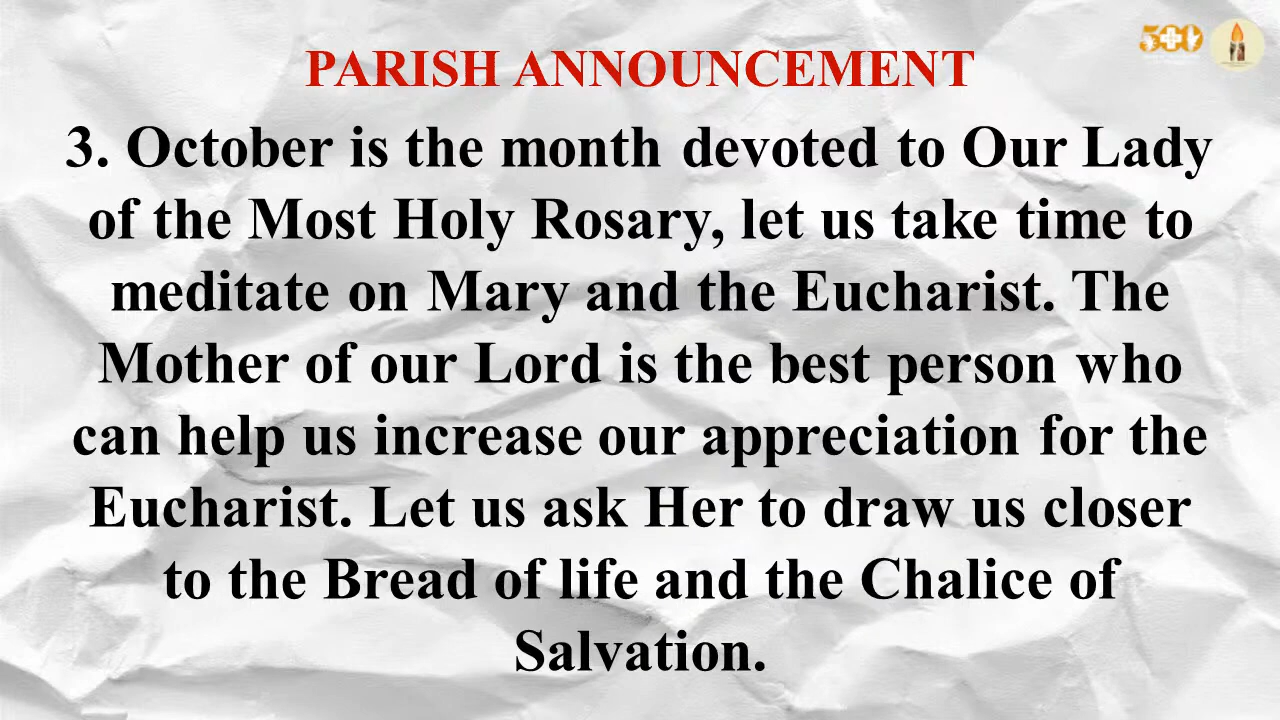 500
PARISH ANNOUNCEMENT
3. October is the month devoted to Our Lady
of the Most Holy Rosary, let us take time to
meditate on Mary and the Eucharist. The
Mother of our Lord is the best person who
can help us increase our appreciation for the
Eucharist. Let us ask Her to draw us closer
to the Bread of life and the Chalice of
Salvation.